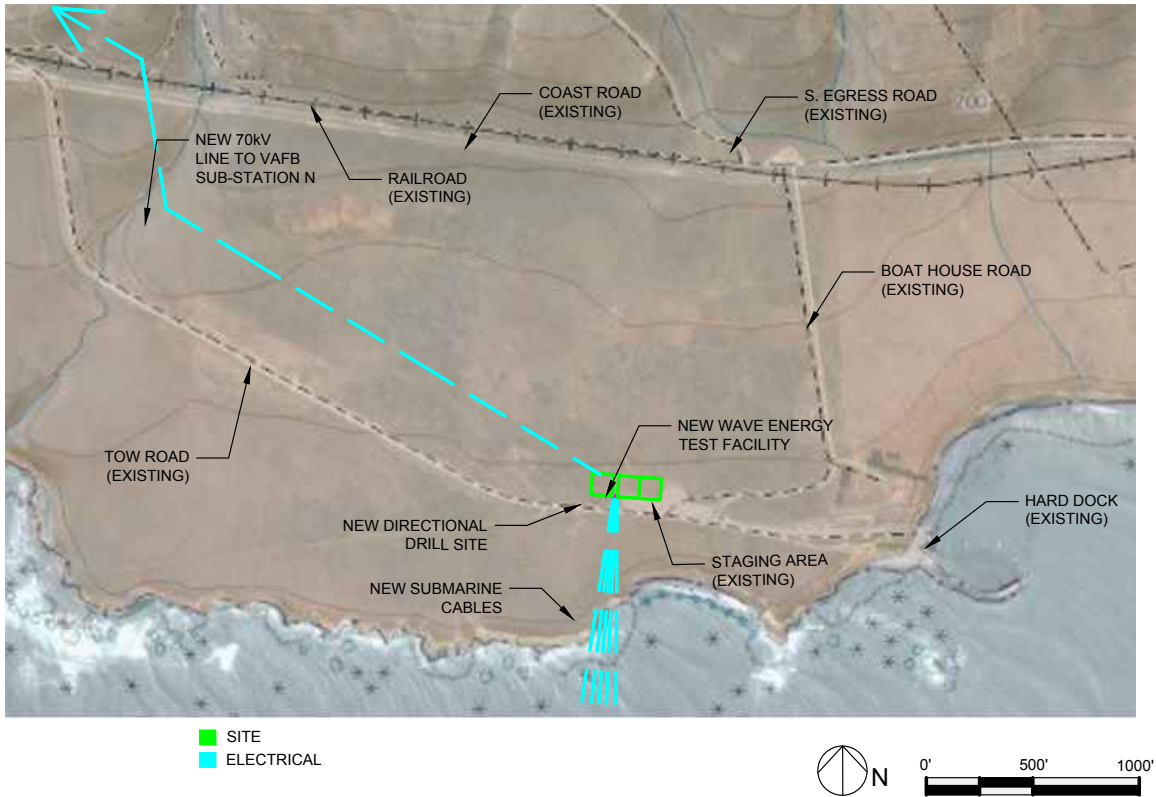 COAST ROAD
(EXISTING)
S. EGRESS ROAD
(EXISTING)
200
NEW 70kV
LINE TO VAFB
SUB-STATION N
RAILROAD
(EXISTING)
BOAT HOUSE ROAD
(EXISTING)
NEW WAVE ENERGY
TEST FACILITY
TOW ROAD
(EXISTING)
HARD DOCK
(EXISTING)
NEW DIRECTIONAL
DRILL SITE
STAGING AREA
(EXISTING)
NEW SUBMARINE
CABLES
SITE
ELECTRICAL
N
0'
500'
1000'